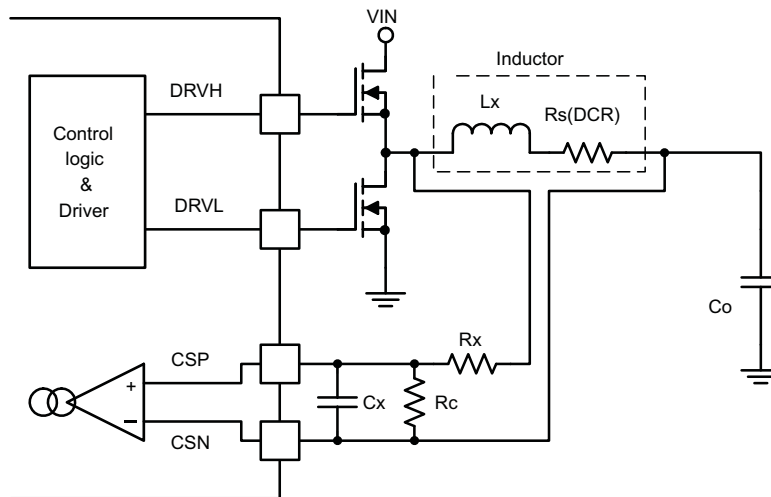 VIN
Inductor
DRVH
Lx
Rs(DCR)
Control
logic
&
Driver
DRVL
Co
Rx
CSP
+
Cx
Rc
–
CSN